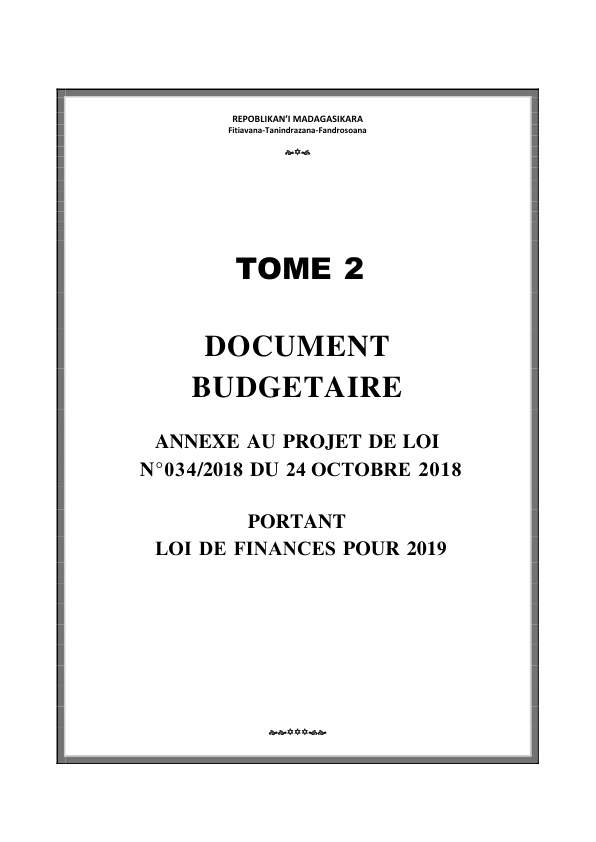 REPOBLIKAN'I MADAGASIKARA
Fitiavana-Tanindrazana-Fandrosoana
TOME 2
DOCUMENT
BUDGETAIRE
ANNEXE AU PROJET DE LOI
N°034/2018 DU 24 OCTOBRE 2018
PORTANT
LOI DE FINANCES POUR 2019